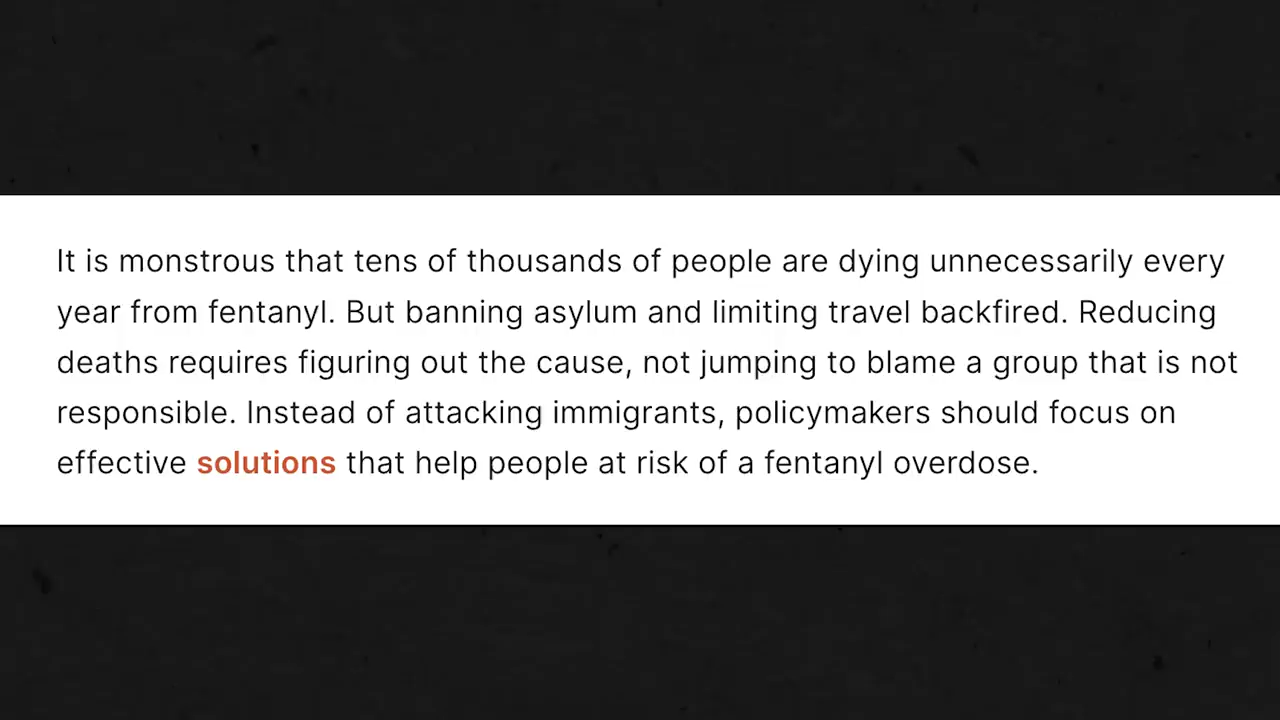 It is monstrous that tens of thousands of people are dying unnecessarily every
year from fentanyl. But banning asylum and limiting travel backfired. Reducing
deaths requires figuring out the cause, not jumping to blame a group that is not
responsible. Instead of attacking immigrants, policymakers should focus on
effective solutions that help people at risk of a fentanyl overdose.